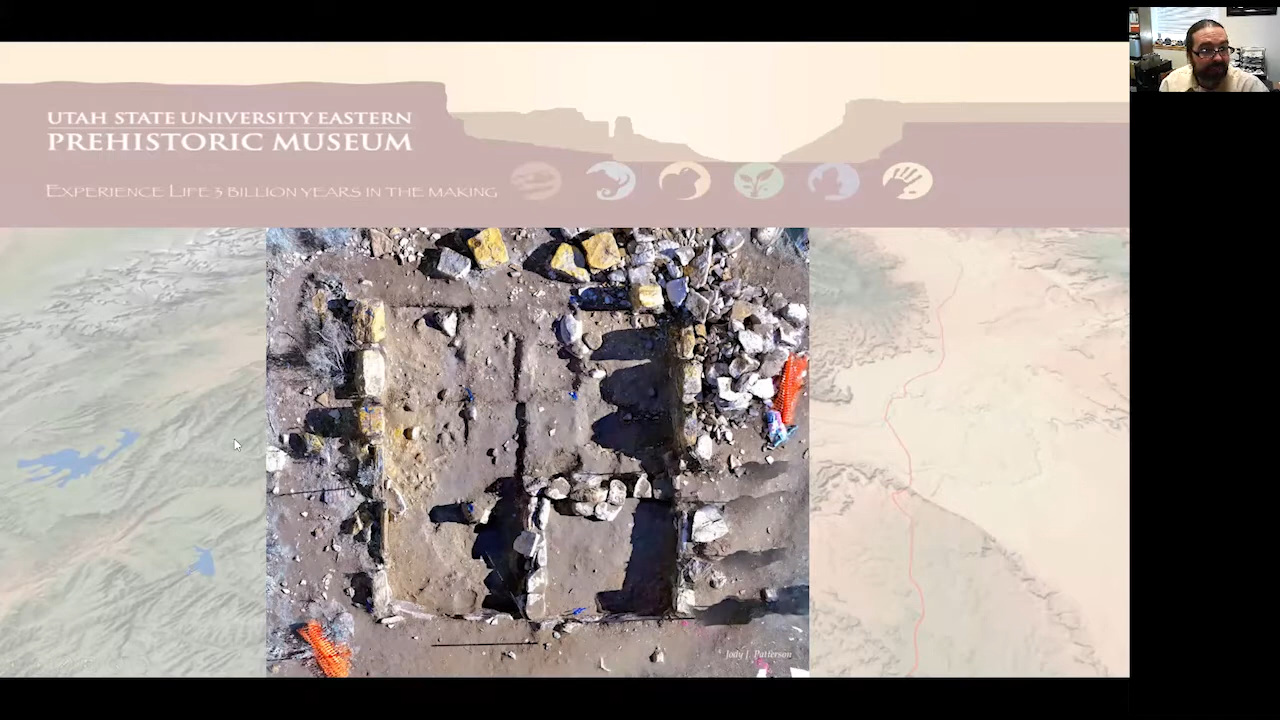 UTAH STATE UNIVERSITY EASTERN
PREHISTORIC MUSEUM
EXPERIENCE LIFE 3 BILLION YEARS IN THE MAKING
Jody J. Patterson